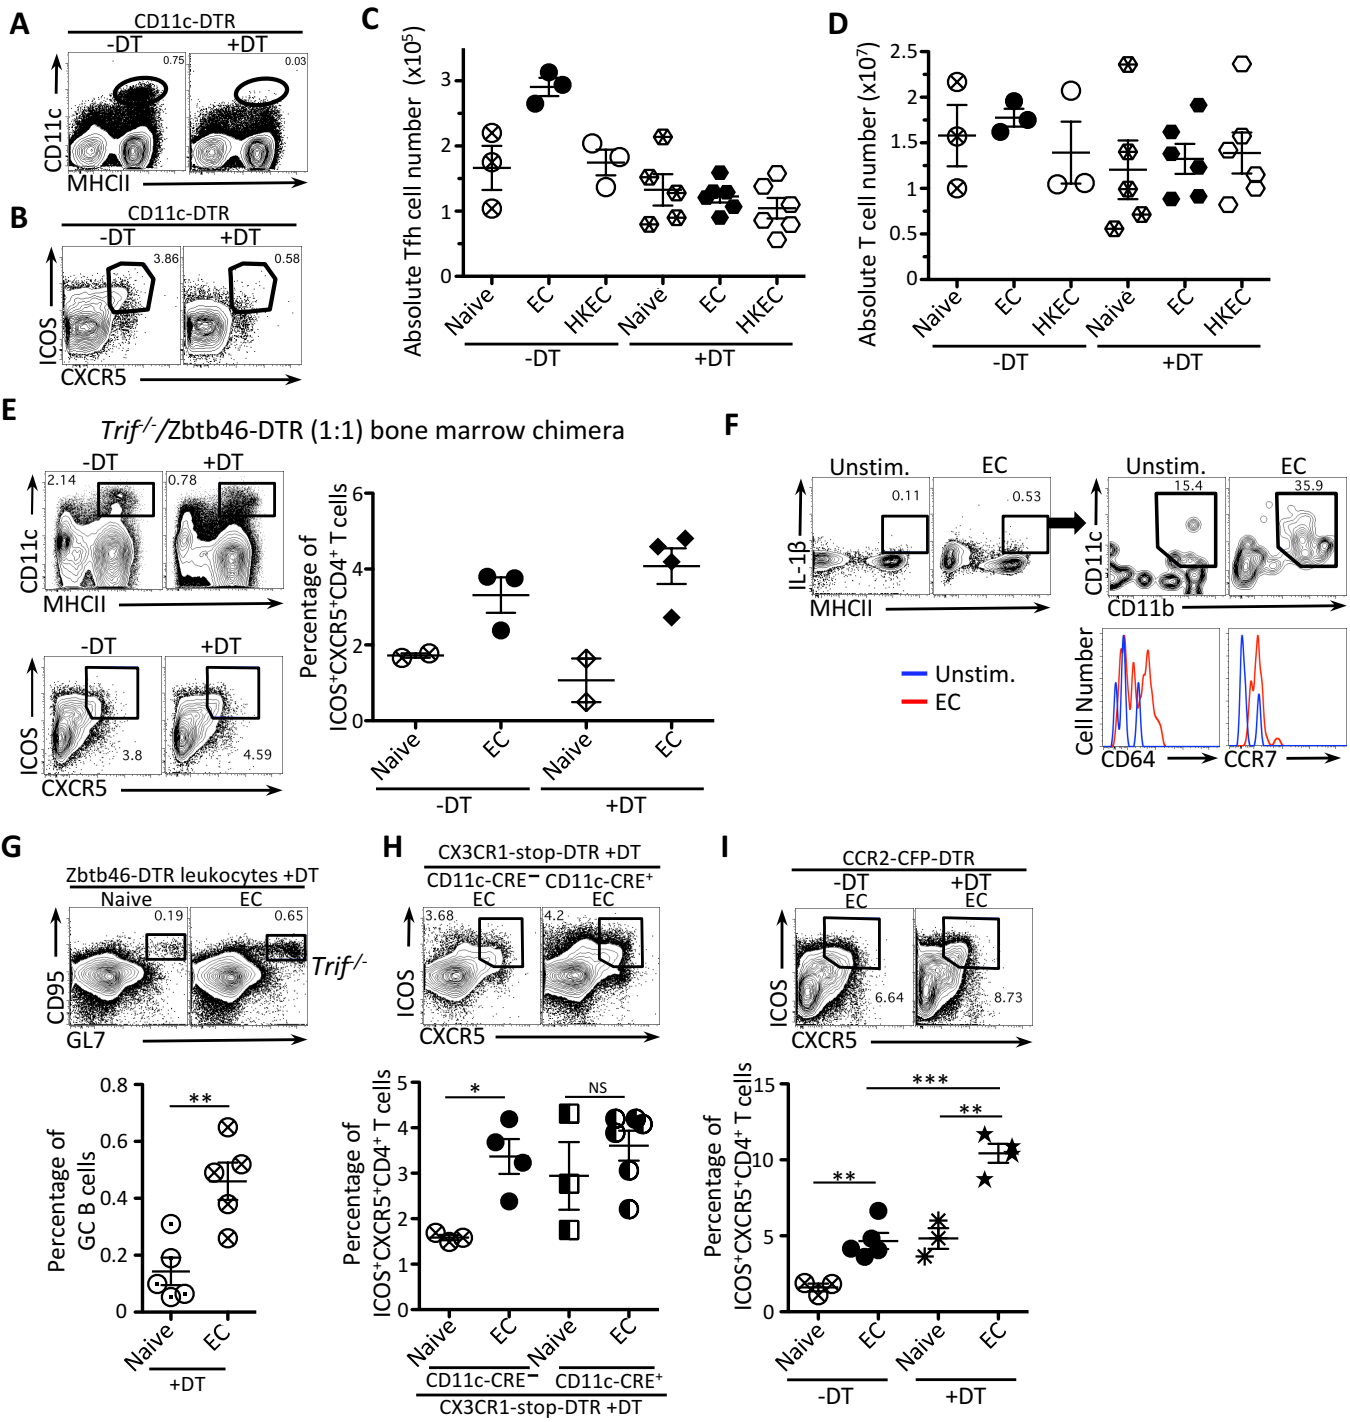 A
CD11c-DTR
-DT +DT
0.75 0.03
CD11c
MHCII
B
CD11c-DTR
-DT +DT
3.86 0.58
ICOS
CXCR5
C
Absolute Tfh cell number (x10⁵)
3
2
1
0
Naive EC HKEC Naive EC HKEC
-DT +DT
D
Absolute T cell number (x10⁷)
2.5
2
1.5
1
0.5
0
Naive EC HKEC Naive EC HKEC
-DT +DT
E
Trif⁻/⁻/Zbtb46-DTR (1:1) bone marrow chimera
-DT +DT
2.14 0.78
CD11c
MHCII
-DT +DT
3.8 4.59
ICOS
CXCR5
Percentage of
ICOS⁺CXCR5⁺CD4⁺ T cells
6
4
2
0
Naive EC Naive EC
-DT +DT
F
Unstim. EC
0.11 0.53
IL-1β
MHCII
Unstim. EC
15.4 35.9
CD11c
CD11b
Unstim.
EC
Cell Number
CD64 CCR7
G
Zbtb46-DTR leukocytes +DT
Naive EC
0.19 0.65
Trif⁻/⁻
CD95
GL7
Percentage of
GC B cells
0.8
0.6
0.4
0.2
0
**
Naive EC
+DT
H
CX3CR1-stop-DTR +DT
CD11c-CRE⁻ CD11c-CRE⁺
EC EC
3.68 4.2
ICOS
CXCR5
Percentage of
ICOS⁺CXCR5⁺CD4⁺ T cells
5
4
3
2
1
0
* NS
Naive EC Naive EC
CD11c-CRE⁻ CD11c-CRE⁺
CX3CR1-stop-DTR +DT
I
CCR2-CFP-DTR
-DT +DT
EC EC
6.64 8.73
ICOS
CXCR5
Percentage of
ICOS⁺CXCR5⁺CD4⁺ T cells
15
10
5
0
***
** **
Naive EC Naive EC
-DT +DT